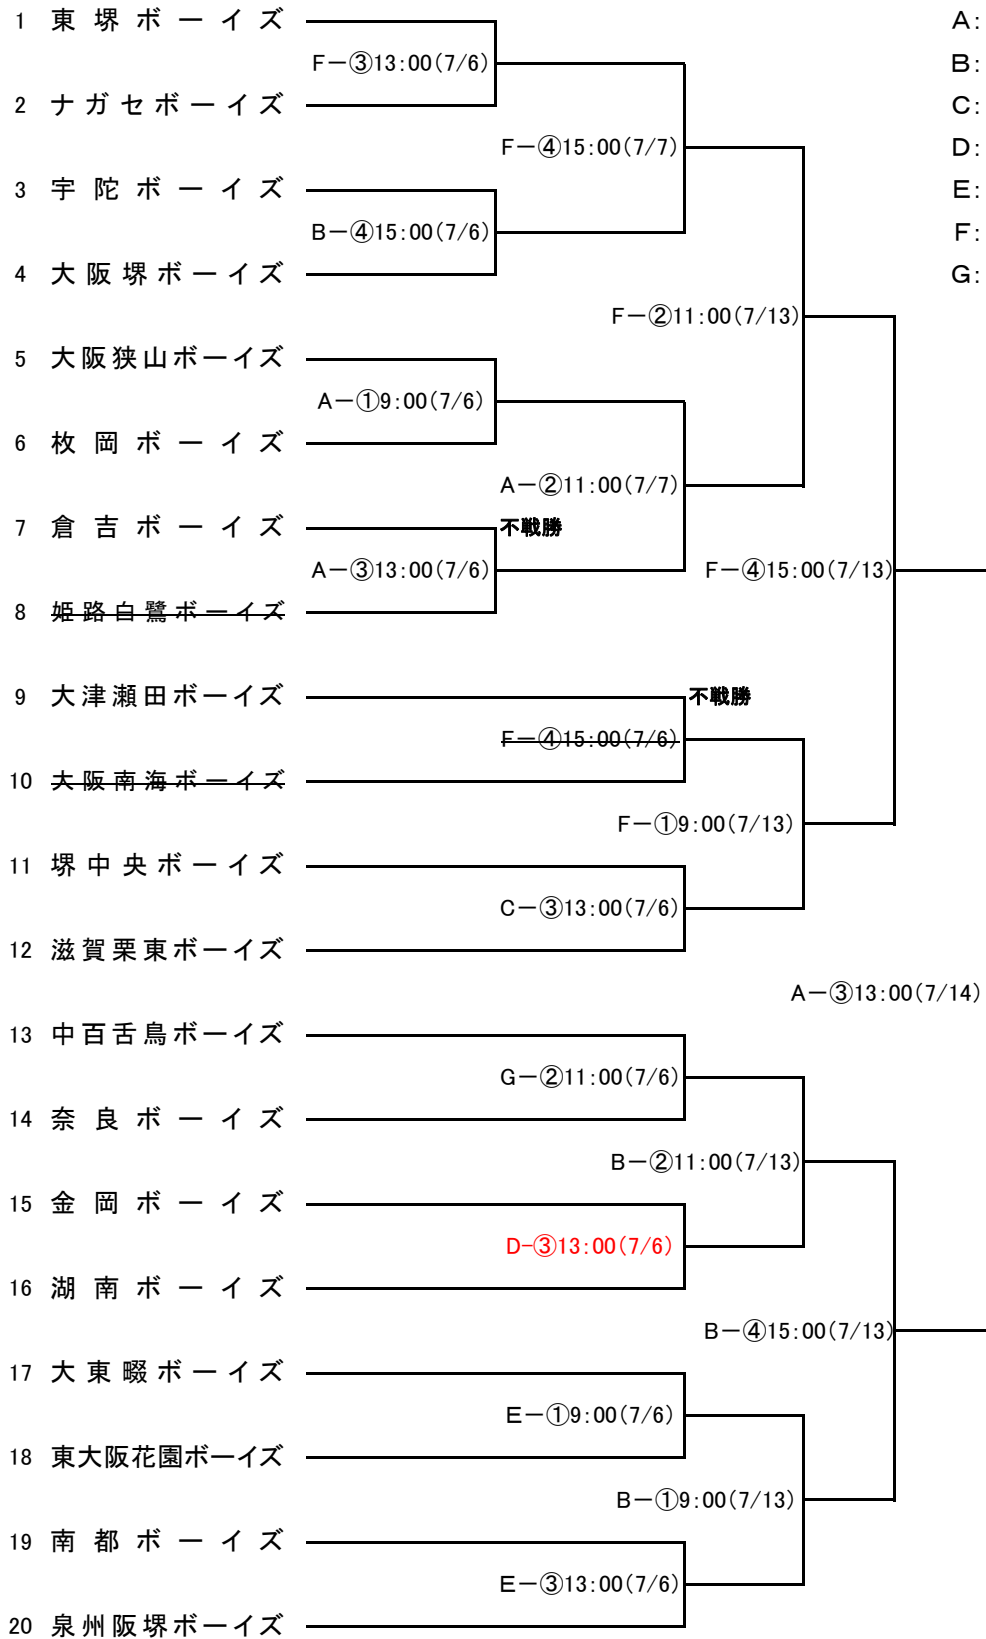 1 東堺ボーイズ
A:
F－③13:00(7/6)
B:
2 ナガセボーイズ
C:
F－④15:00(7/7)
D:
3 宇陀ボーイズ
E:
B－④15:00(7/6)
F:
4 大阪堺ボーイズ
G:
F－②11:00(7/13)
5 大阪狭山ボーイズ
A－①9:00(7/6)
6 枚岡ボーイズ
A－②11:00(7/7)
7 倉吉ボーイズ
不戦勝
A－③13:00(7/6)
F－④15:00(7/13)
8 姫路白鷺ボーイズ
9 大津瀬田ボーイズ
不戦勝
F－④15:00(7/6)
10 大阪南海ボーイズ
F－①9:00(7/13)
11 堺中央ボーイズ
C－③13:00(7/6)
12 滋賀栗東ボーイズ
A－③13:00(7/14)
13 中百舌鳥ボーイズ
G－②11:00(7/6)
14 奈良ボーイズ
B－②11:00(7/13)
15 金岡ボーイズ
D-③13:00(7/6)
16 湖南ボーイズ
B－④15:00(7/13)
17 大東畷ボーイズ
E－①9:00(7/6)
18 東大阪花園ボーイズ
B－①9:00(7/13)
19 南都ボーイズ
E－③13:00(7/6)
20 泉州阪堺ボーイズ